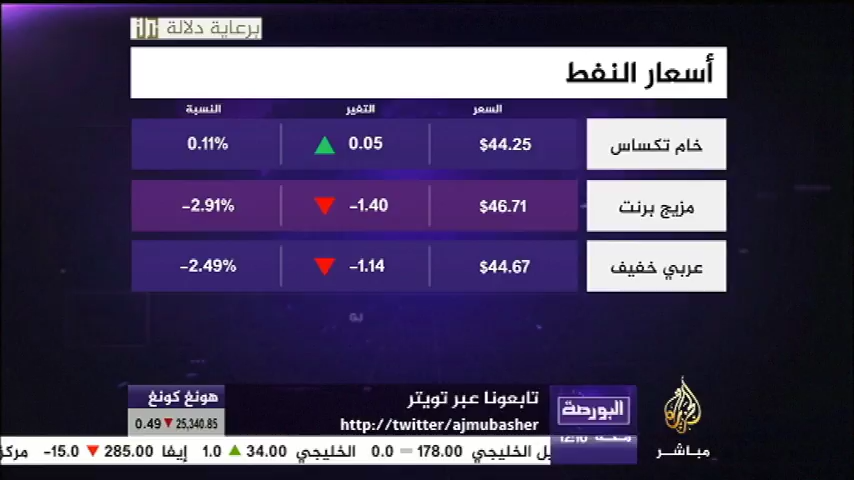 برعاية دلالة
أسعار النفط
السعر التغير النسبة
خام تكساس $44.25 0.05 0.11%
مزيج برنت $46.71 -1.40 -2.91%
عربي خفيف $44.67 -1.14 -2.49%
الجزيرة
مباشر
البورصة
تابعونا عبر تويتر
http://twitter/ajmubasher
هونغ كونغ
25,340.85 0.49
يل الخليجي 178.00 0.0 الخليجي 34.00 1.0 إيفا 285.00 -15.0 مركز